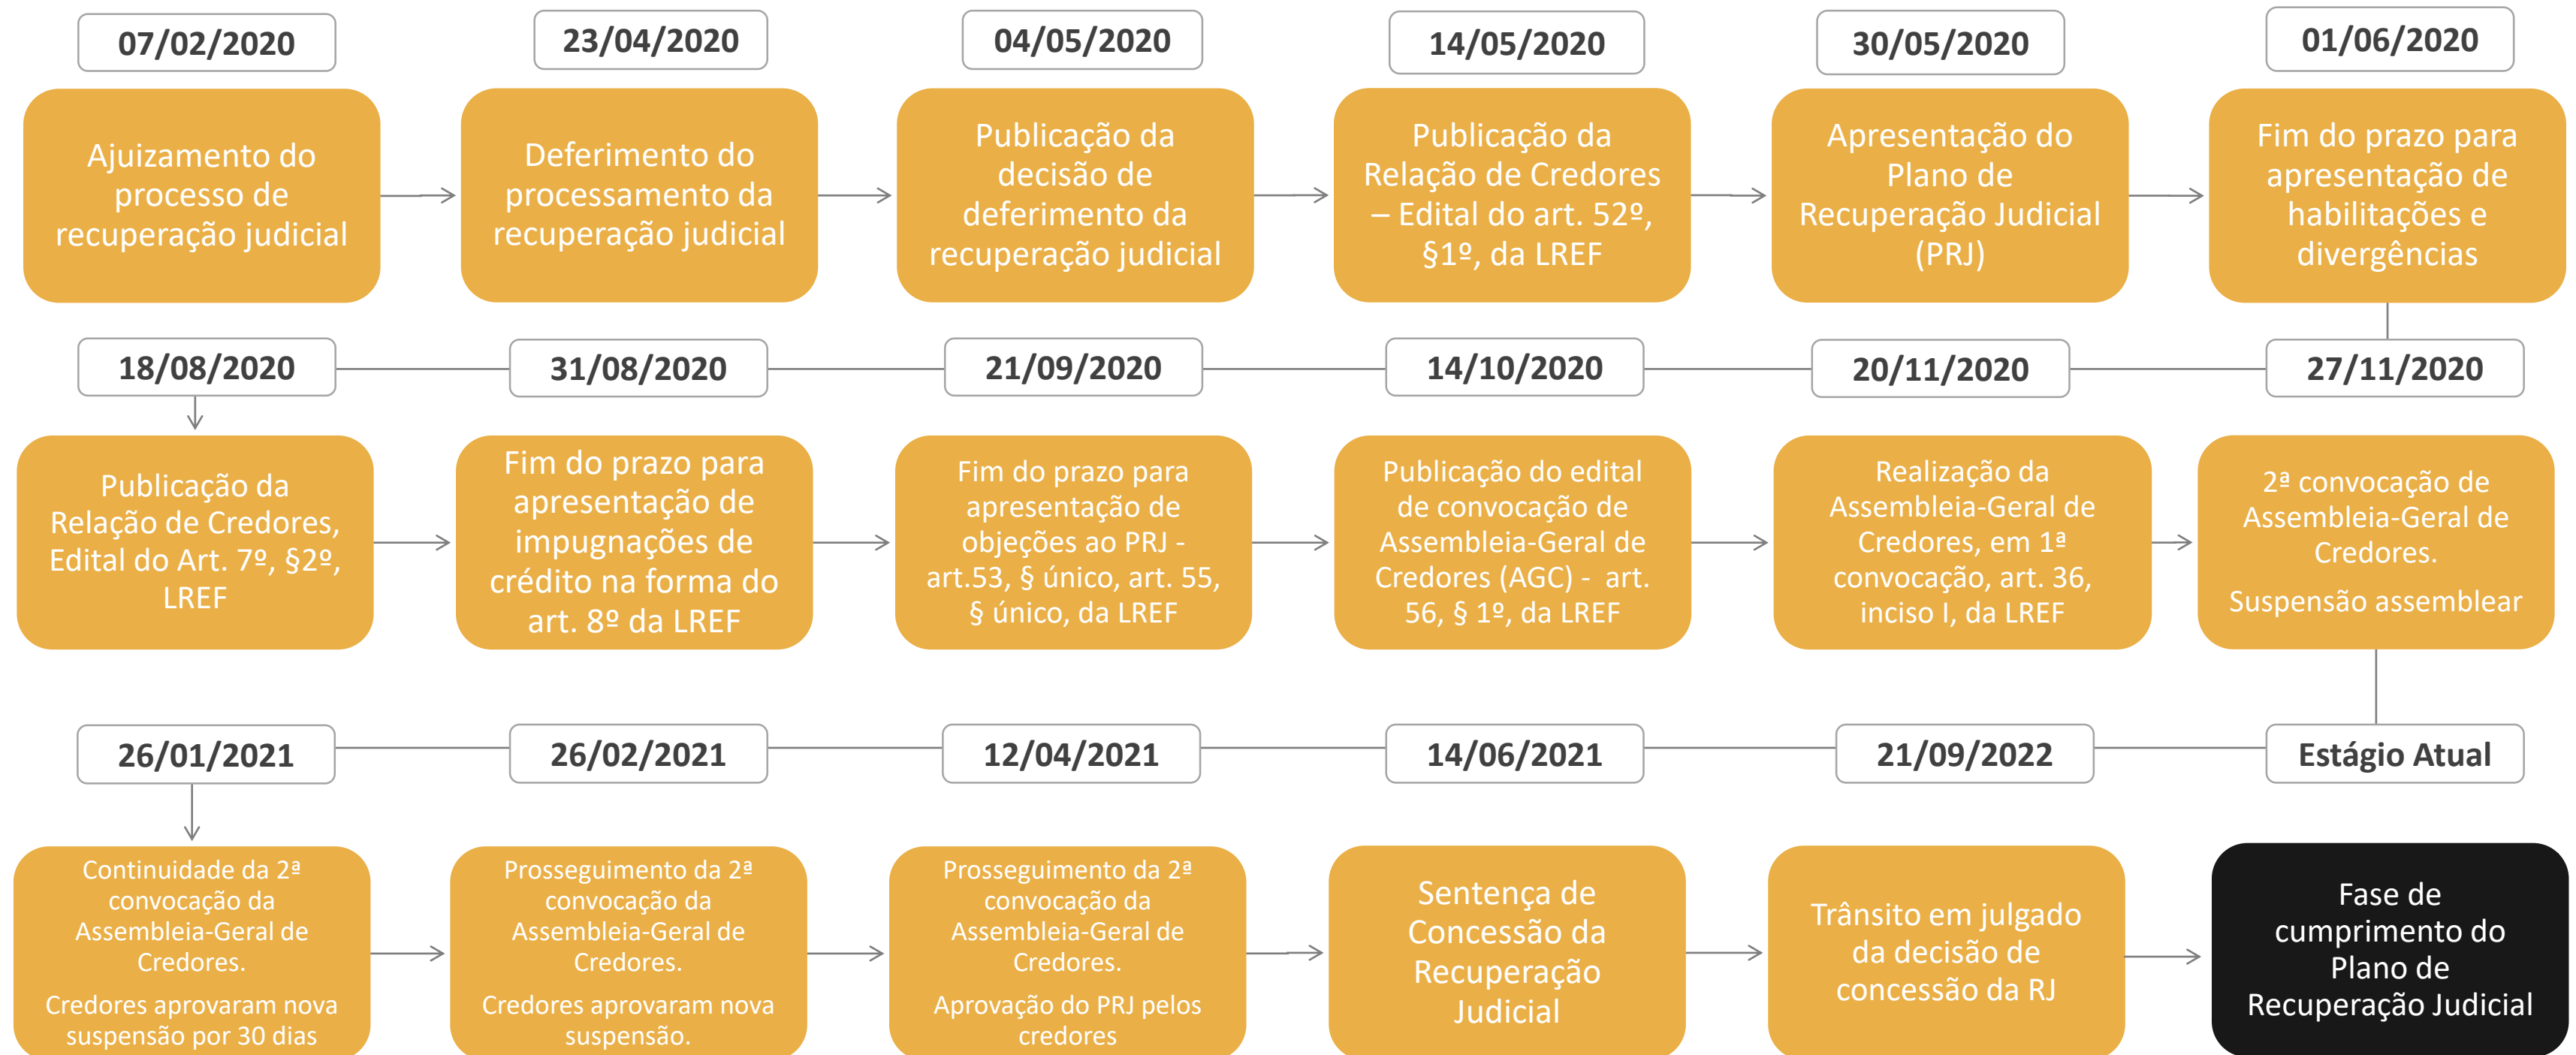 07/02/2020
23/04/2020
04/05/2020
14/05/2020
30/05/2020
01/06/2020
Ajuizamento do
processo de
recuperação judicial
Deferimento do
processamento da
recuperação judicial
Publicação da
decisão de
deferimento da
recuperação judicial
Publicação da
Relação de Credores
– Edital do art. 52º,
§1º, da LREF
Apresentação do
Plano de
Recuperação Judicial
(PRJ)
Fim do prazo para
apresentação de
habilitações e
divergências
18/08/2020
31/08/2020
21/09/2020
14/10/2020
20/11/2020
27/11/2020
Publicação da
Relação de Credores,
Edital do Art. 7º, §2º,
LREF
Fim do prazo para
apresentação de
impugnações de
crédito na forma do
art. 8º da LREF
Fim do prazo para
apresentação de
objeções ao PRJ -
art.53, § único, art. 55,
§ único, da LREF
Publicação do edital
de convocação de
Assembleia-Geral de
Credores (AGC) - art.
56, § 1º, da LREF
Realização da
Assembleia-Geral de
Credores, em 1ª
convocação, art. 36,
inciso I, da LREF
2ª convocação de
Assembleia-Geral de
Credores.
Suspensão assemblear
26/01/2021
26/02/2021
12/04/2021
14/06/2021
21/09/2022
Estágio Atual
Continuidade da 2ª
convocação da
Assembleia-Geral de
Credores.
Credores aprovaram nova
suspensão por 30 dias
Prosseguimento da 2ª
convocação da
Assembleia-Geral de
Credores.
Credores aprovaram nova
suspensão.
Prosseguimento da 2ª
convocação da
Assembleia-Geral de
Credores.
Aprovação do PRJ pelos
credores
Sentença de
Concessão da
Recuperação
Judicial
Trânsito em julgado
da decisão de
concessão da RJ
Fase de
cumprimento do
Plano de
Recuperação Judicial